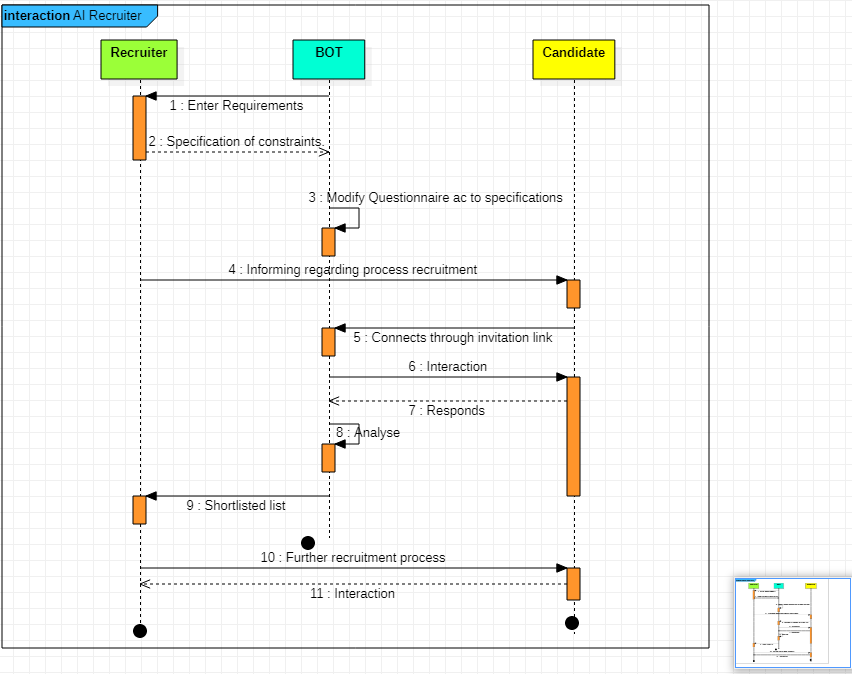 interaction AI Recruiter
Recruiter
BOT
Candidate
1 : Enter Requirements
2 : Specification of constraints
3 : Modify Questionnaire ac to specifications
4 : Informing regarding process recruitment
5 : Connects through invitation link
6 : Interaction
7 : Responds
8 : Analyse
9 : Shortlisted list
10 : Further recruitment process
11 : Interaction